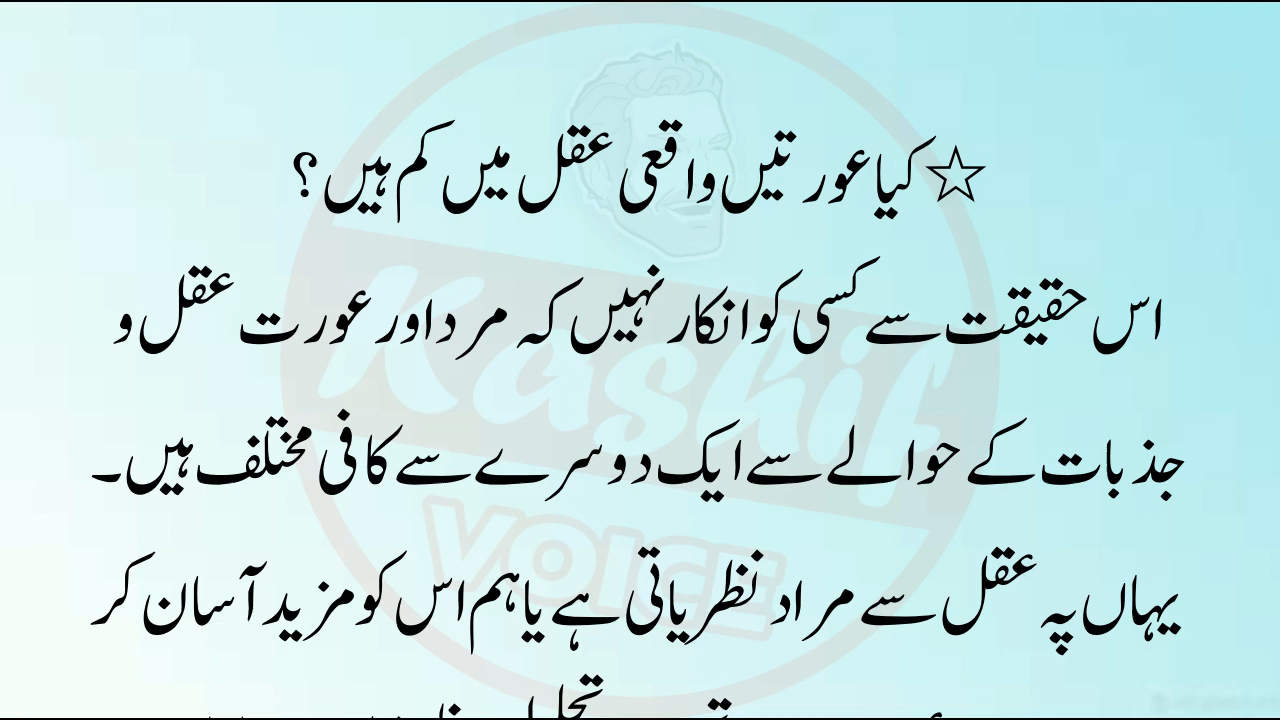 ☆کیا عورتیں واقعی عقل میں کم ہیں؟
اس حقیقت سے کسی کو انکار نہیں کہ مرد اور عورت عقل و
جذبات کے حوالے سے ایک دوسرے سے کافی مختلف ہیں۔
یہاں پہ عقل سے مراد نظریاتی ہے یا ہم اس کو مزید آسان کر
Kashif
VOICE